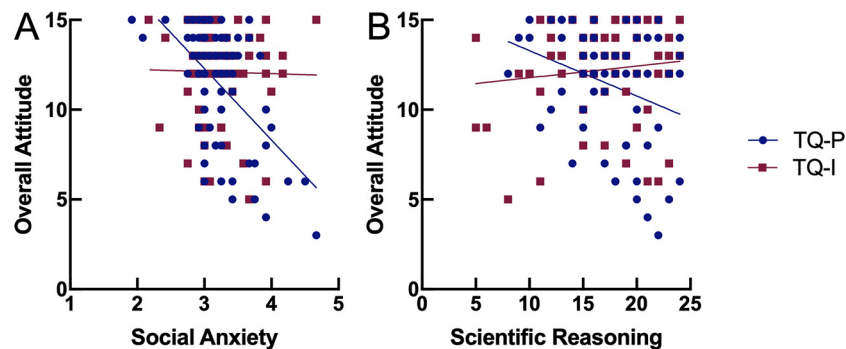 A
15
10
5
0
Overall Attitude
1 2 3 4 5
Social Anxiety
B
15
10
5
0
Overall Attitude
0 5 10 15 20 25
Scientific Reasoning
TQ-P
TQ-I